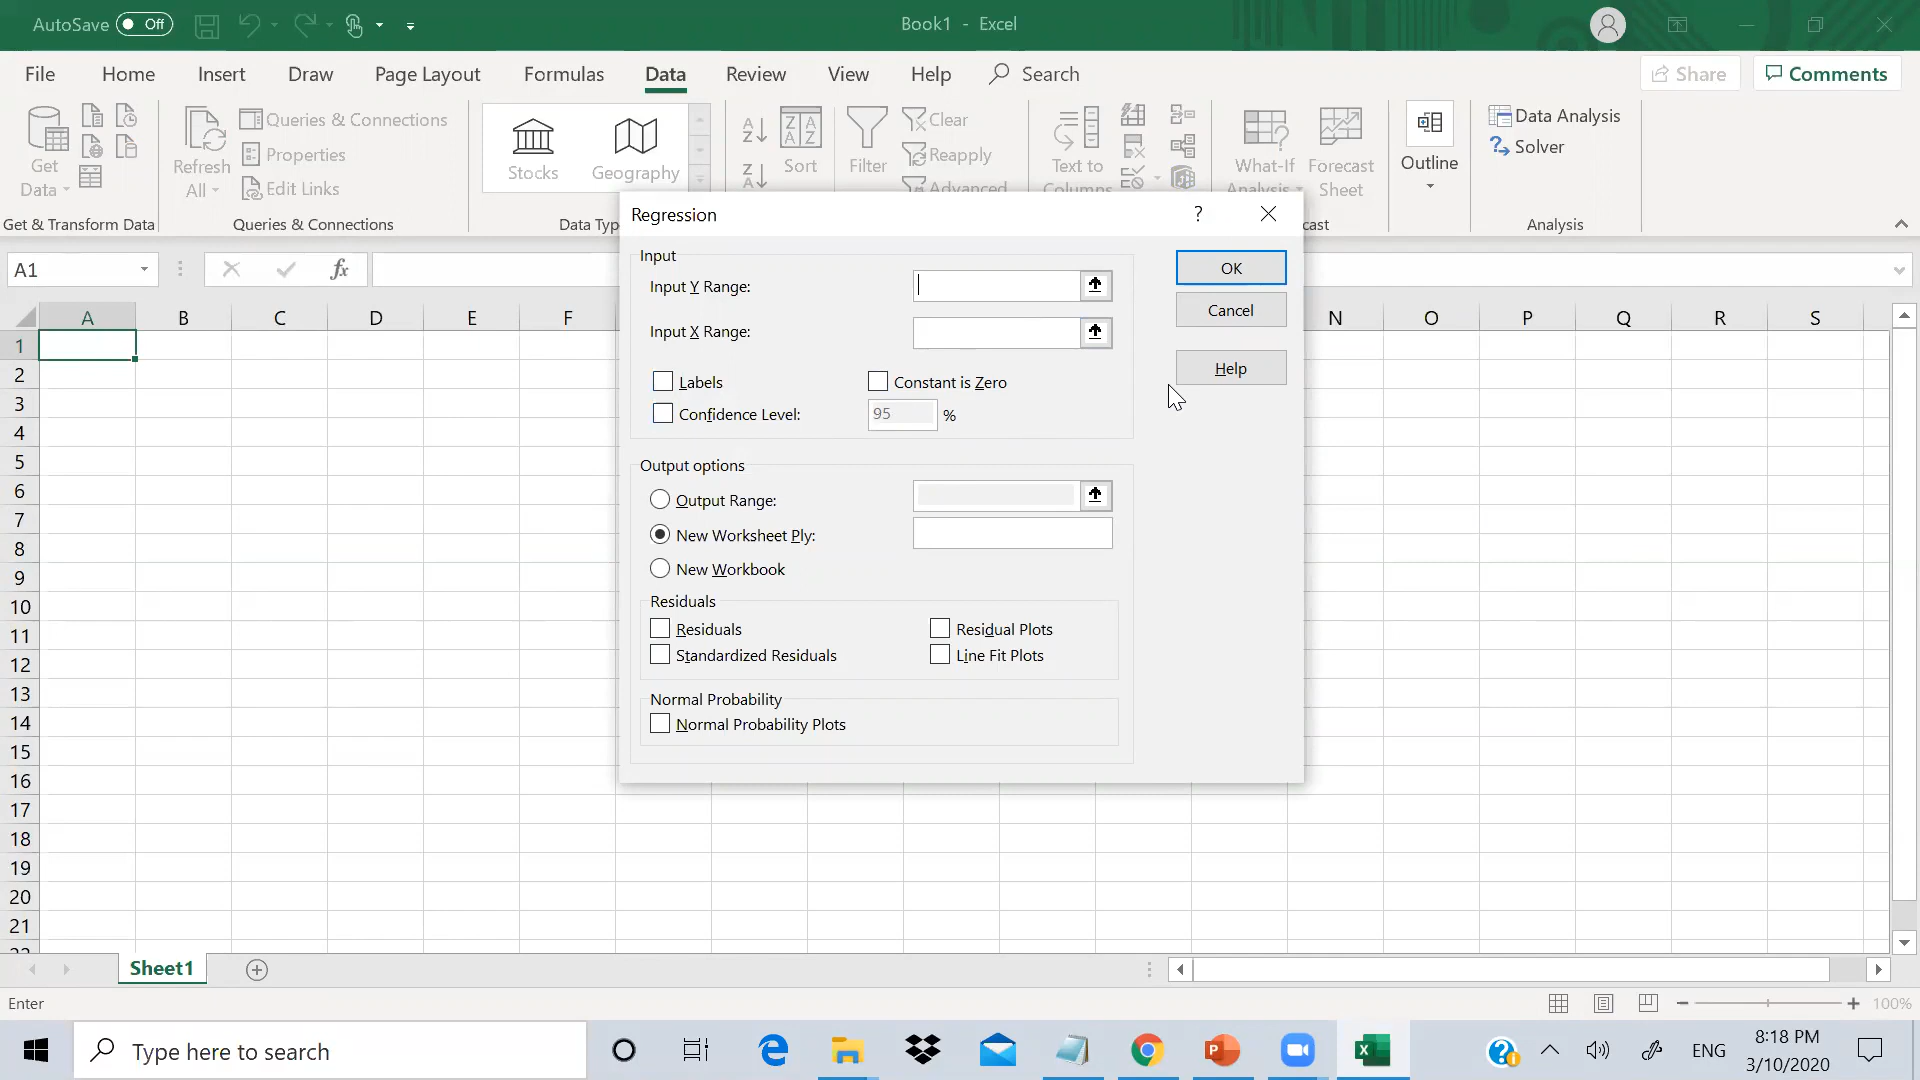 AutoSave Off
Book1 - Excel
File Home Insert Draw Page Layout Formulas Data Review View Help Search Share Comments
Get Data
Get & Transform Data
Refresh All
Queries & Connections
Properties
Edit Links
Queries & Connections
Stocks
Geography
Sort
Filter
Clear
Reapply
Advanced
Text to
Columns
What-If
Analysis
Forecast
Sheet
Outline
Data Analysis
Solver
Analysis
A1
fx
Regression
?
Input
Input Y Range:
Input X Range:
Labels
Constant is Zero
Confidence Level: 95 %
OK
Cancel
Help
Output options
Output Range:
New Worksheet Ply:
New Workbook
Residuals
Residuals
Residual Plots
Standardized Residuals
Line Fit Plots
Normal Probability
Normal Probability Plots
A B C D E F N O P Q R S
1
2
3
4
5
6
7
8
9
10
11
12
13
14
15
16
17
18
19
20
21
Sheet1
Enter
100%
Type here to search
ENG
8:18 PM
3/10/2020